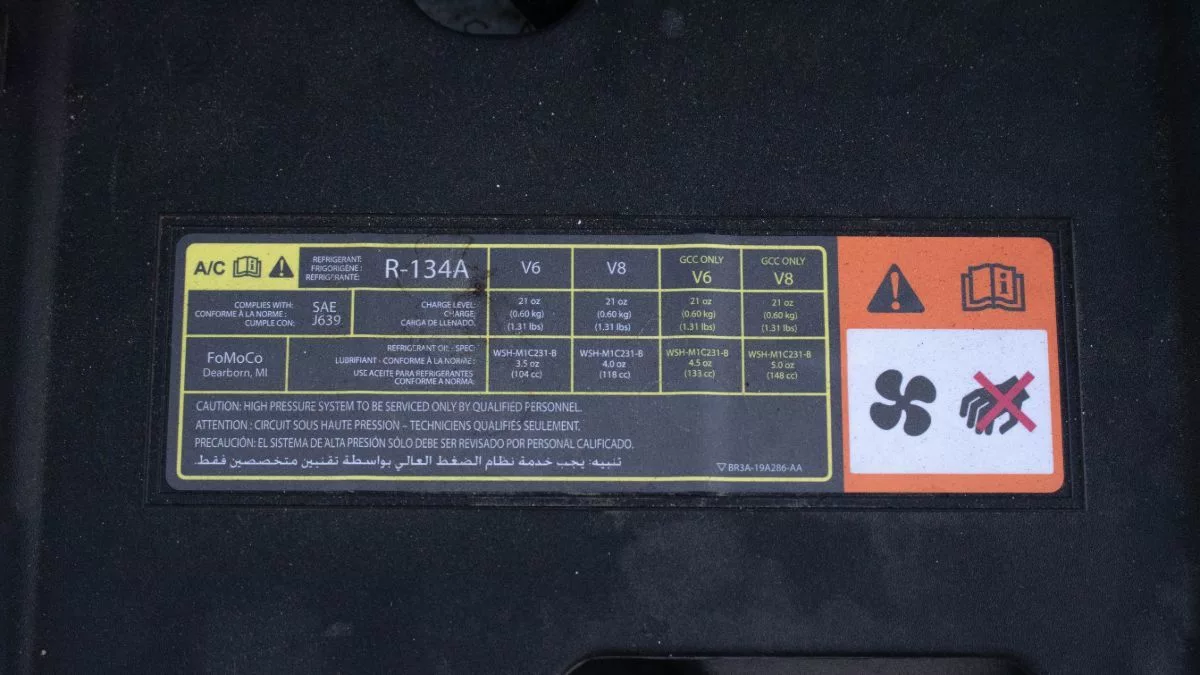 A/C
REFRIGERANT:
FRIGORIGÈNE:
REFRIGERANTE:
R-134A
V6
V8
GCC ONLY
V6
GCC ONLY
V8
COMPLIES WITH:
CONFORME À LA NORME :
CUMPLE CON:
SAE
J639
CHARGE LEVEL:
CHARGE:
CARGA DE LLENADO:
21 oz
(0.60 kg)
(1.31 lbs)
21 oz
(0.60 kg)
(1.31 lbs)
21 oz
(0.60 kg)
(1.31 lbs)
21 oz
(0.60 kg)
(1.31 lbs)
FoMoCo
Dearborn, MI
REFRIGERANT OIL - SPEC:
LUBRIFIANT - CONFORME À LA NORME:
USE ACEITE PARA REFRIGERANTES
CONFORME A NORMA:
WSH-M1C231-B
3.5 oz
(104 cc)
WSH-M1C231-B
4.0 oz
(118 cc)
WSH-M1C231-B
4.5 oz
(133 cc)
WSH-M1C231-B
5.0 oz
(148 cc)
CAUTION: HIGH PRESSURE SYSTEM TO BE SERVICED ONLY BY QUALIFIED PERSONNEL.
ATTENTION : CIRCUIT SOUS HAUTE PRESSION – TECHNICIENS QUALIFIÉS SEULEMENT.
PRECAUCIÓN: EL SISTEMA DE ALTA PRESIÓN SÓLO DEBE SER REVISADO POR PERSONAL CALIFICADO.
تنبيه: يجب خدمة نظام الضغط العالي بواسطة تقنيين متخصصين فقط.
BR3A-19A286-AA